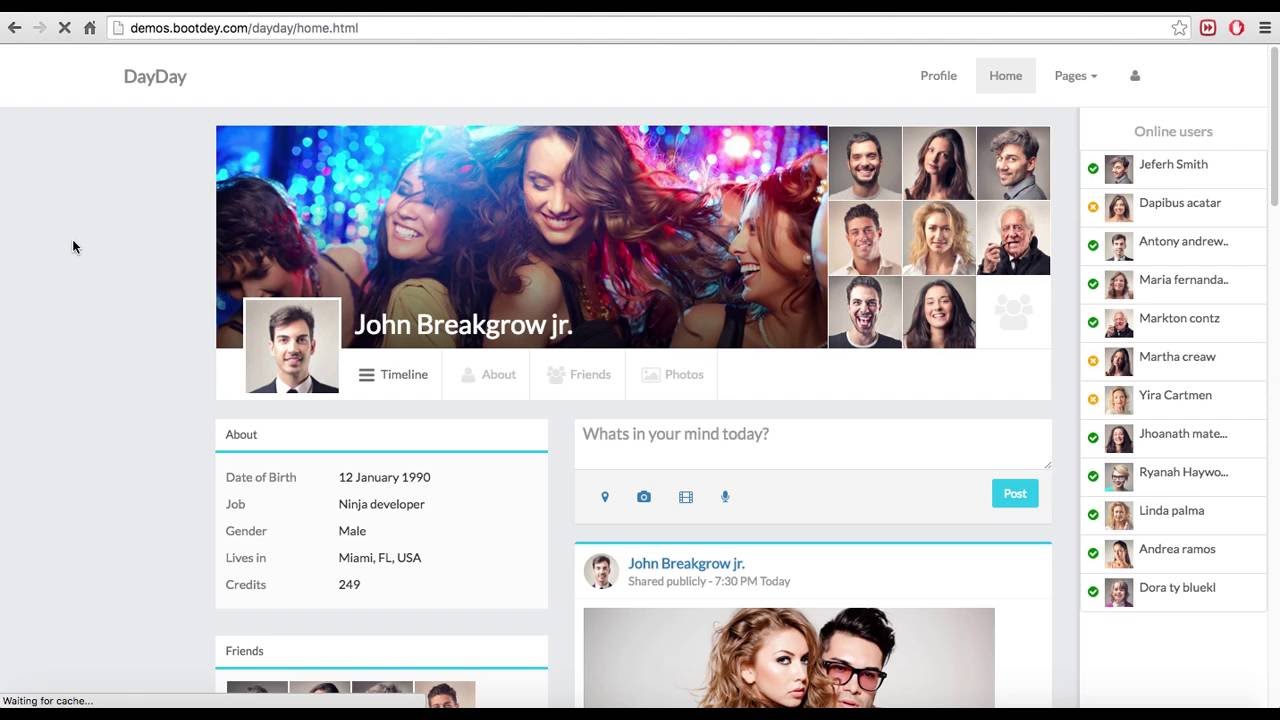 demos.bootdey.com/dayday/home.html
DayDay
Profile
Home
Pages
John Breakgrow jr.
Timeline
About
Friends
Photos
About
Date of Birth 12 January 1990
Job Ninja developer
Gender Male
Lives in Miami, FL, USA
Credits 249
Friends
Whats in your mind today?
Post
John Breakgrow jr.
Shared publicly - 7:30 PM Today
Online users
Jeferh Smith
Dapibus acatar
Antony andrew..
Maria fernanda..
Markton contz
Martha creaw
Yira Cartmen
Jhoanath mate...
Ryanah Haywo...
Linda palma
Andrea ramos
Dora ty bluekl
Waiting for cache...